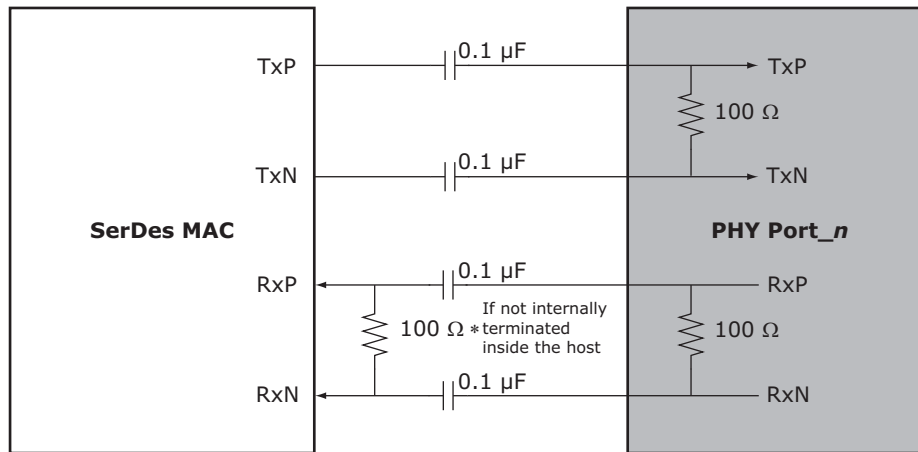 0.1 µF
TxP
TxP
100 Ω
0.1 µF
TxN
TxN
SerDes MAC
PHY Port_n
0.1 µF
RxP
RxP
If not internally
100 Ω * terminated
inside the host
100 Ω
0.1 µF
RxN
RxN